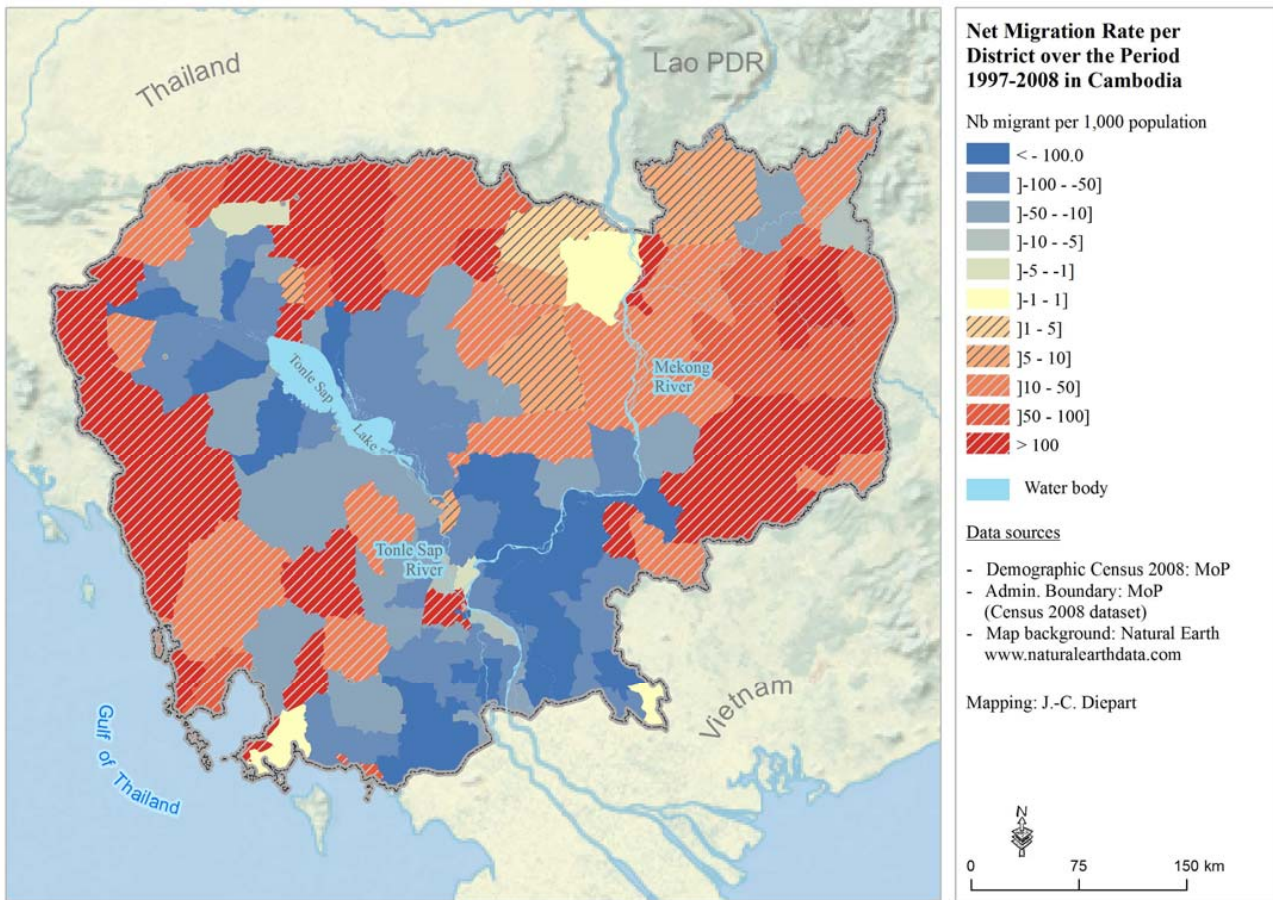 Thailand
Lao PDR
Tonle Sap
Lake
Mekong
River
Tonle Sap
River
Vietnam
Gulf of Thailand
Net Migration Rate per
District over the Period
1997-2008 in Cambodia
Nb migrant per 1,000 population
< - 100.0
]-100 - -50]
]-50 - -10]
]-10 - -5]
]-5 - -1]
]-1 - 1]
]1 - 5]
]5 - 10]
]10 - 50]
]50 - 100]
> 100
Water body
Data sources
- Demographic Census 2008: MoP
- Admin. Boundary: MoP
(Census 2008 dataset)
- Map background: Natural Earth
www.naturalearthdata.com
Mapping: J.-C. Diepart
N
0 75 150 km